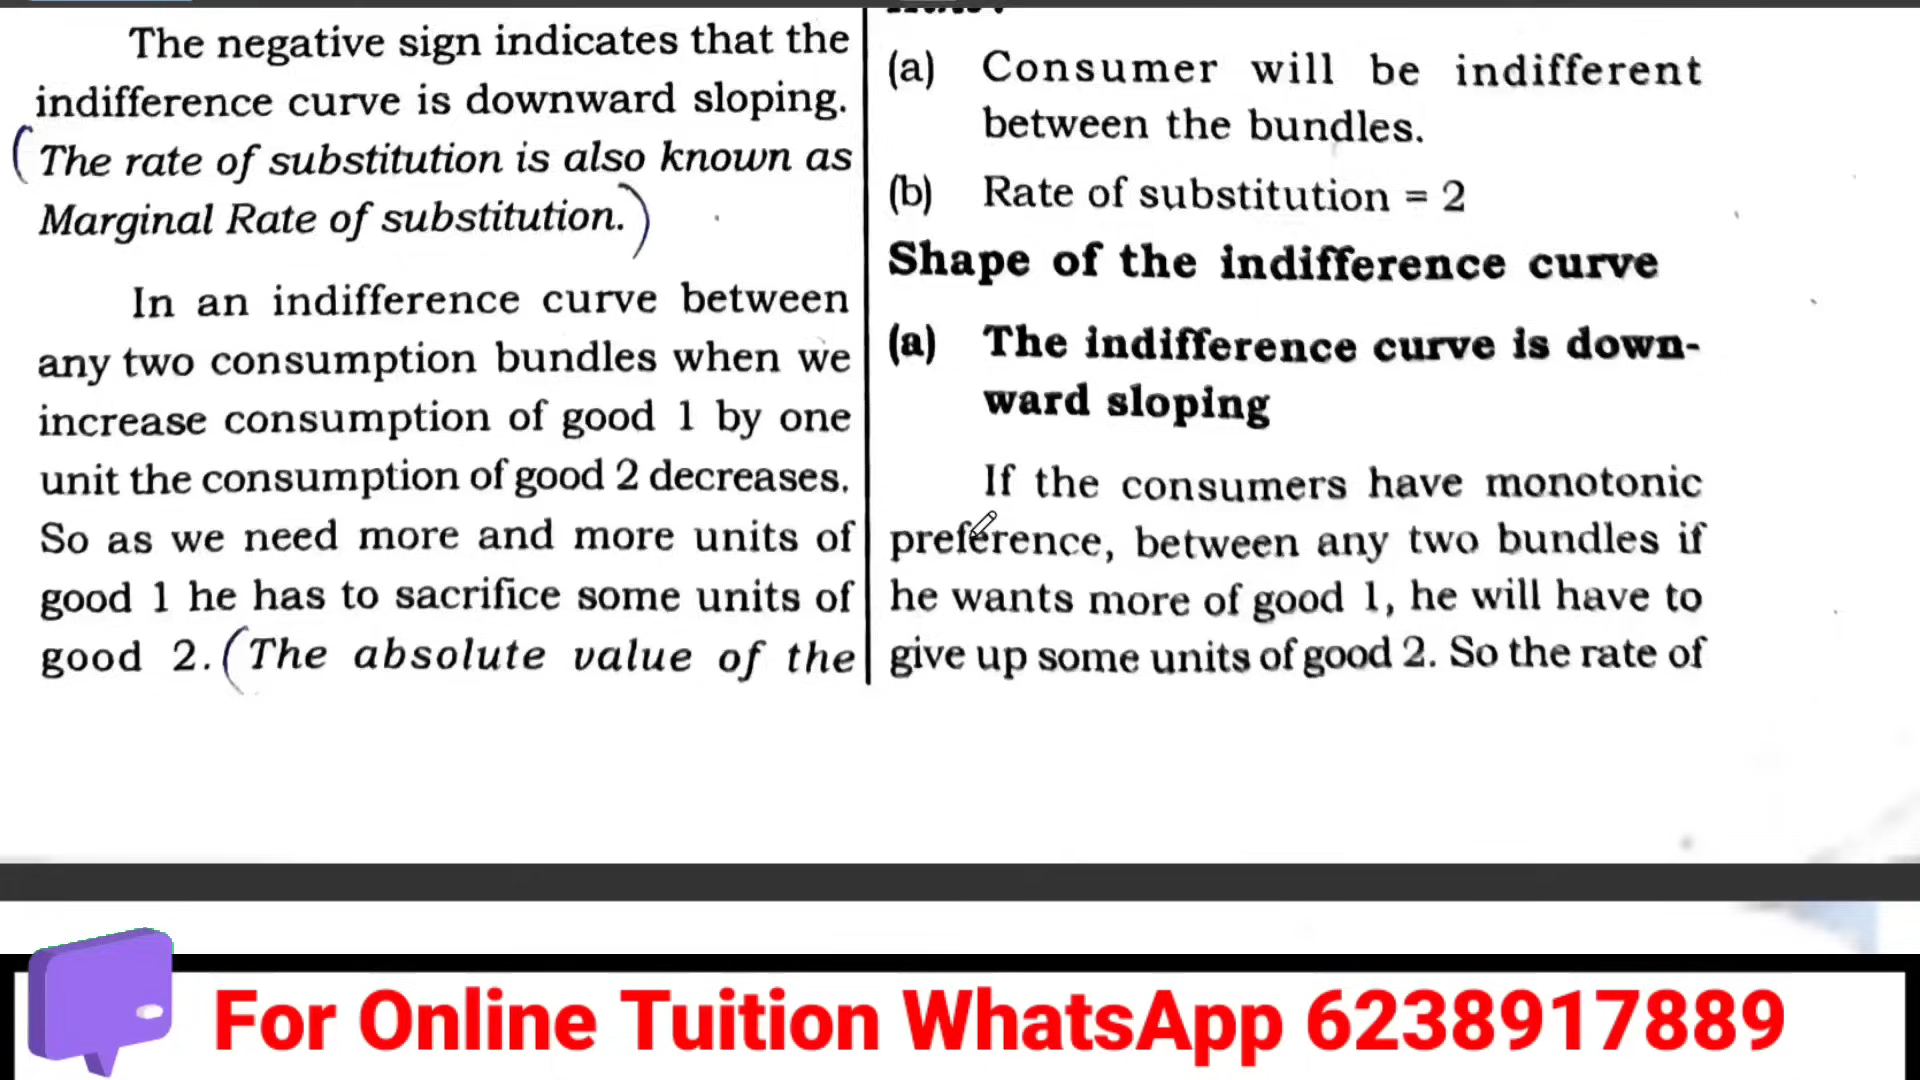 The negative sign indicates that the
indifference curve is downward sloping.
(The rate of substitution is also known as
Marginal Rate of substitution.)
In an indifference curve between
any two consumption bundles when we
increase consumption of good 1 by one
unit the consumption of good 2 decreases.
So as we need more and more units of
good 1 he has to sacrifice some units of
good 2. (The absolute value of the
(a) Consumer will be indifferent
between the bundles.
(b) Rate of substitution = 2
Shape of the indifference curve
(a) The indifference curve is down-
ward sloping
If the consumers have monotonic
preference, between any two bundles if
he wants more of good 1, he will have to
give up some units of good 2. So the rate of
For Online Tuition WhatsApp 6238917889